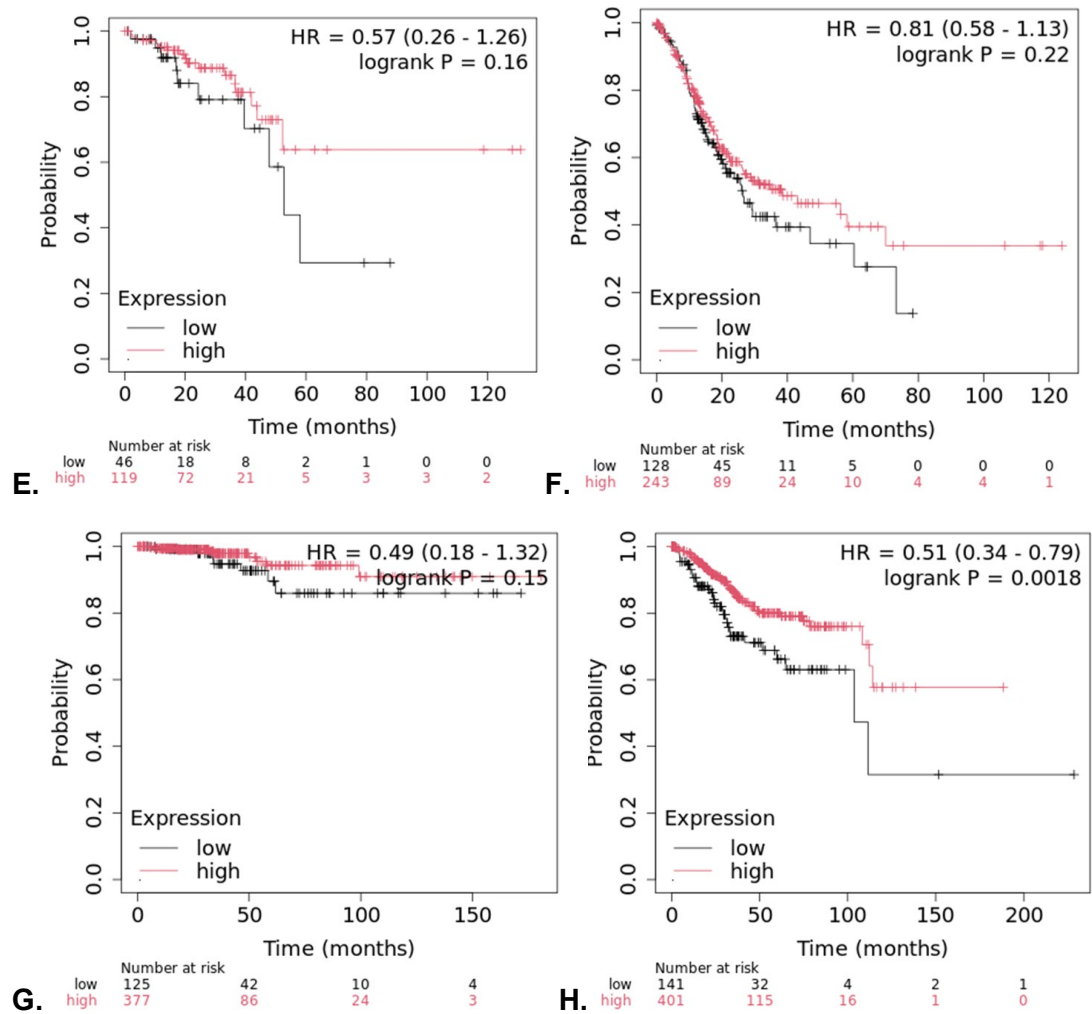 HR = 0.57 (0.26 - 1.26)
logrank P = 0.16
Probability
0.0 0.2 0.4 0.6 0.8 1.0
Expression
low
high
0 20 40 60 80 100 120
Time (months)
Number at risk
low 46 18 8 2 1 0 0
high 119 72 21 5 3 3 2
E.
HR = 0.81 (0.58 - 1.13)
logrank P = 0.22
Probability
0.0 0.2 0.4 0.6 0.8 1.0
Expression
low
high
0 20 40 60 80 100 120
Time (months)
Number at risk
low 128 45 11 5 0 0 0
high 243 89 24 10 4 4 1
F.
HR = 0.49 (0.18 - 1.32)
logrank P = 0.15
Probability
0.0 0.2 0.4 0.6 0.8 1.0
Expression
low
high
0 50 100 150
Time (months)
Number at risk
low 125 42 10 4
high 377 86 24 3
G.
HR = 0.51 (0.34 - 0.79)
logrank P = 0.0018
Probability
0.0 0.2 0.4 0.6 0.8 1.0
Expression
low
high
0 50 100 150 200
Time (months)
Number at risk
low 141 32 4 2 1
high 401 115 16 1 0
H.